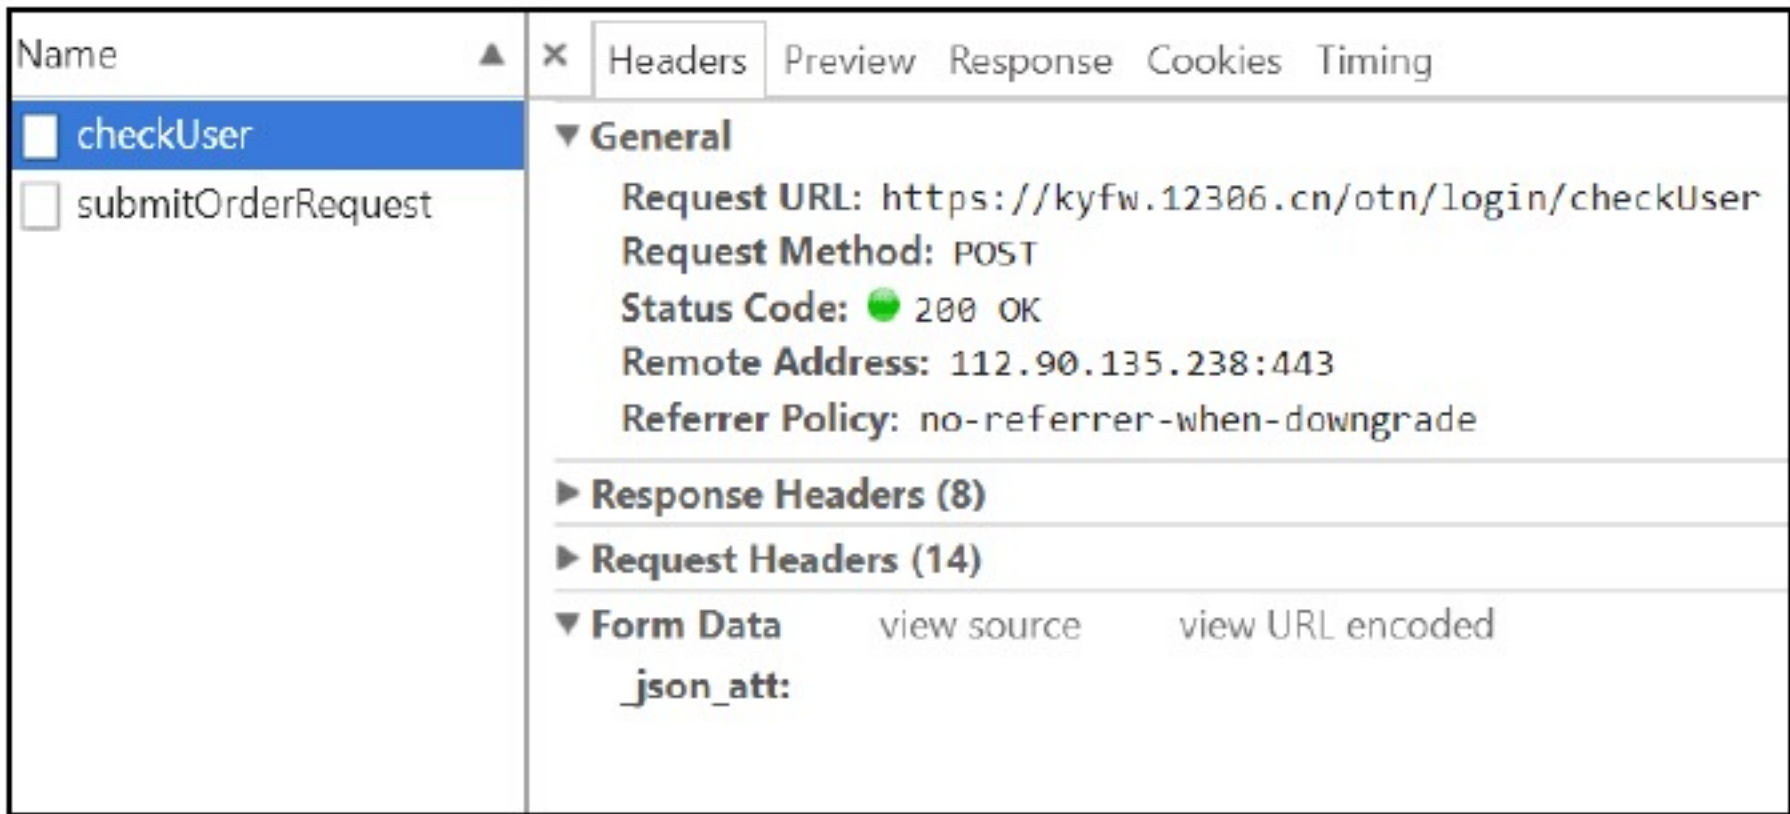 Name ▲
checkUser
submitOrderRequest
× Headers Preview Response Cookies Timing
▼ General
Request URL: https://kyfw.12306.cn/otn/login/checkUser
Request Method: POST
Status Code: 200 OK
Remote Address: 112.90.135.238:443
Referrer Policy: no-referrer-when-downgrade
▶ Response Headers (8)
▶ Request Headers (14)
▼ Form Data view source view URL encoded
_json_att: